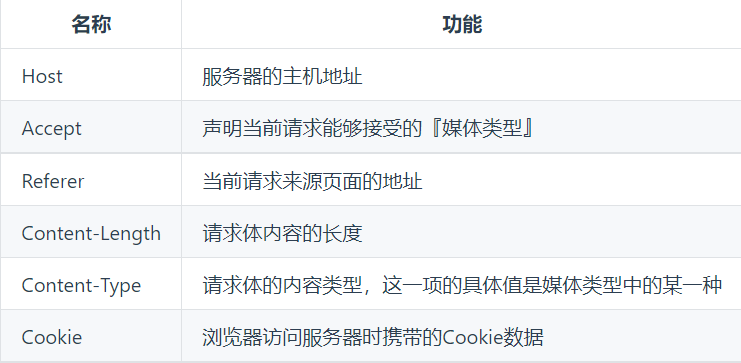 名称 功能
Host 服务器的主机地址
Accept 声明当前请求能够接受的『媒体类型』
Referer 当前请求来源页面的地址
Content-Length 请求体内容的长度
Content-Type 请求体的内容类型，这一项的具体值是媒体类型中的某一种
Cookie 浏览器访问服务器时携带的Cookie数据